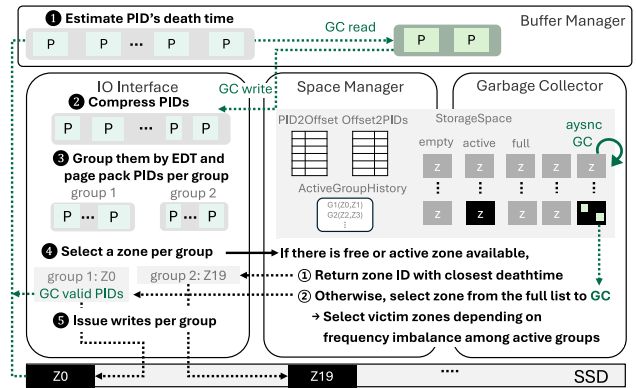 ❶ Estimate PID's death time
Buffer Manager
GC read
P P ... P P
P P
IO Interface
Space Manager
Garbage Collector
GC write
❷ Compress PIDs
P P ... P P
❸ Group them by EDT and
page pack PIDs per group
group 1
group 2
P ... P
P ... P
PID2Offset Offset2PIDs
StorageSpace
empty active full
aysnc
GC
z z z z z
ActiveGroupHistory
G1(Z0,Z1)
G2(Z2,Z3)
⋮
z z z z
❹ Select a zone per group
If there is free or active zone available,
group 1: Z0
group 2: Z19
① Return zone ID with closest deathtime
GC valid PIDs
② Otherwise, select zone from the full list to GC
❺ Issue writes per group
→ Select victim zones depending on
frequency imbalance among active groups
Z0
Z19
....
SSD